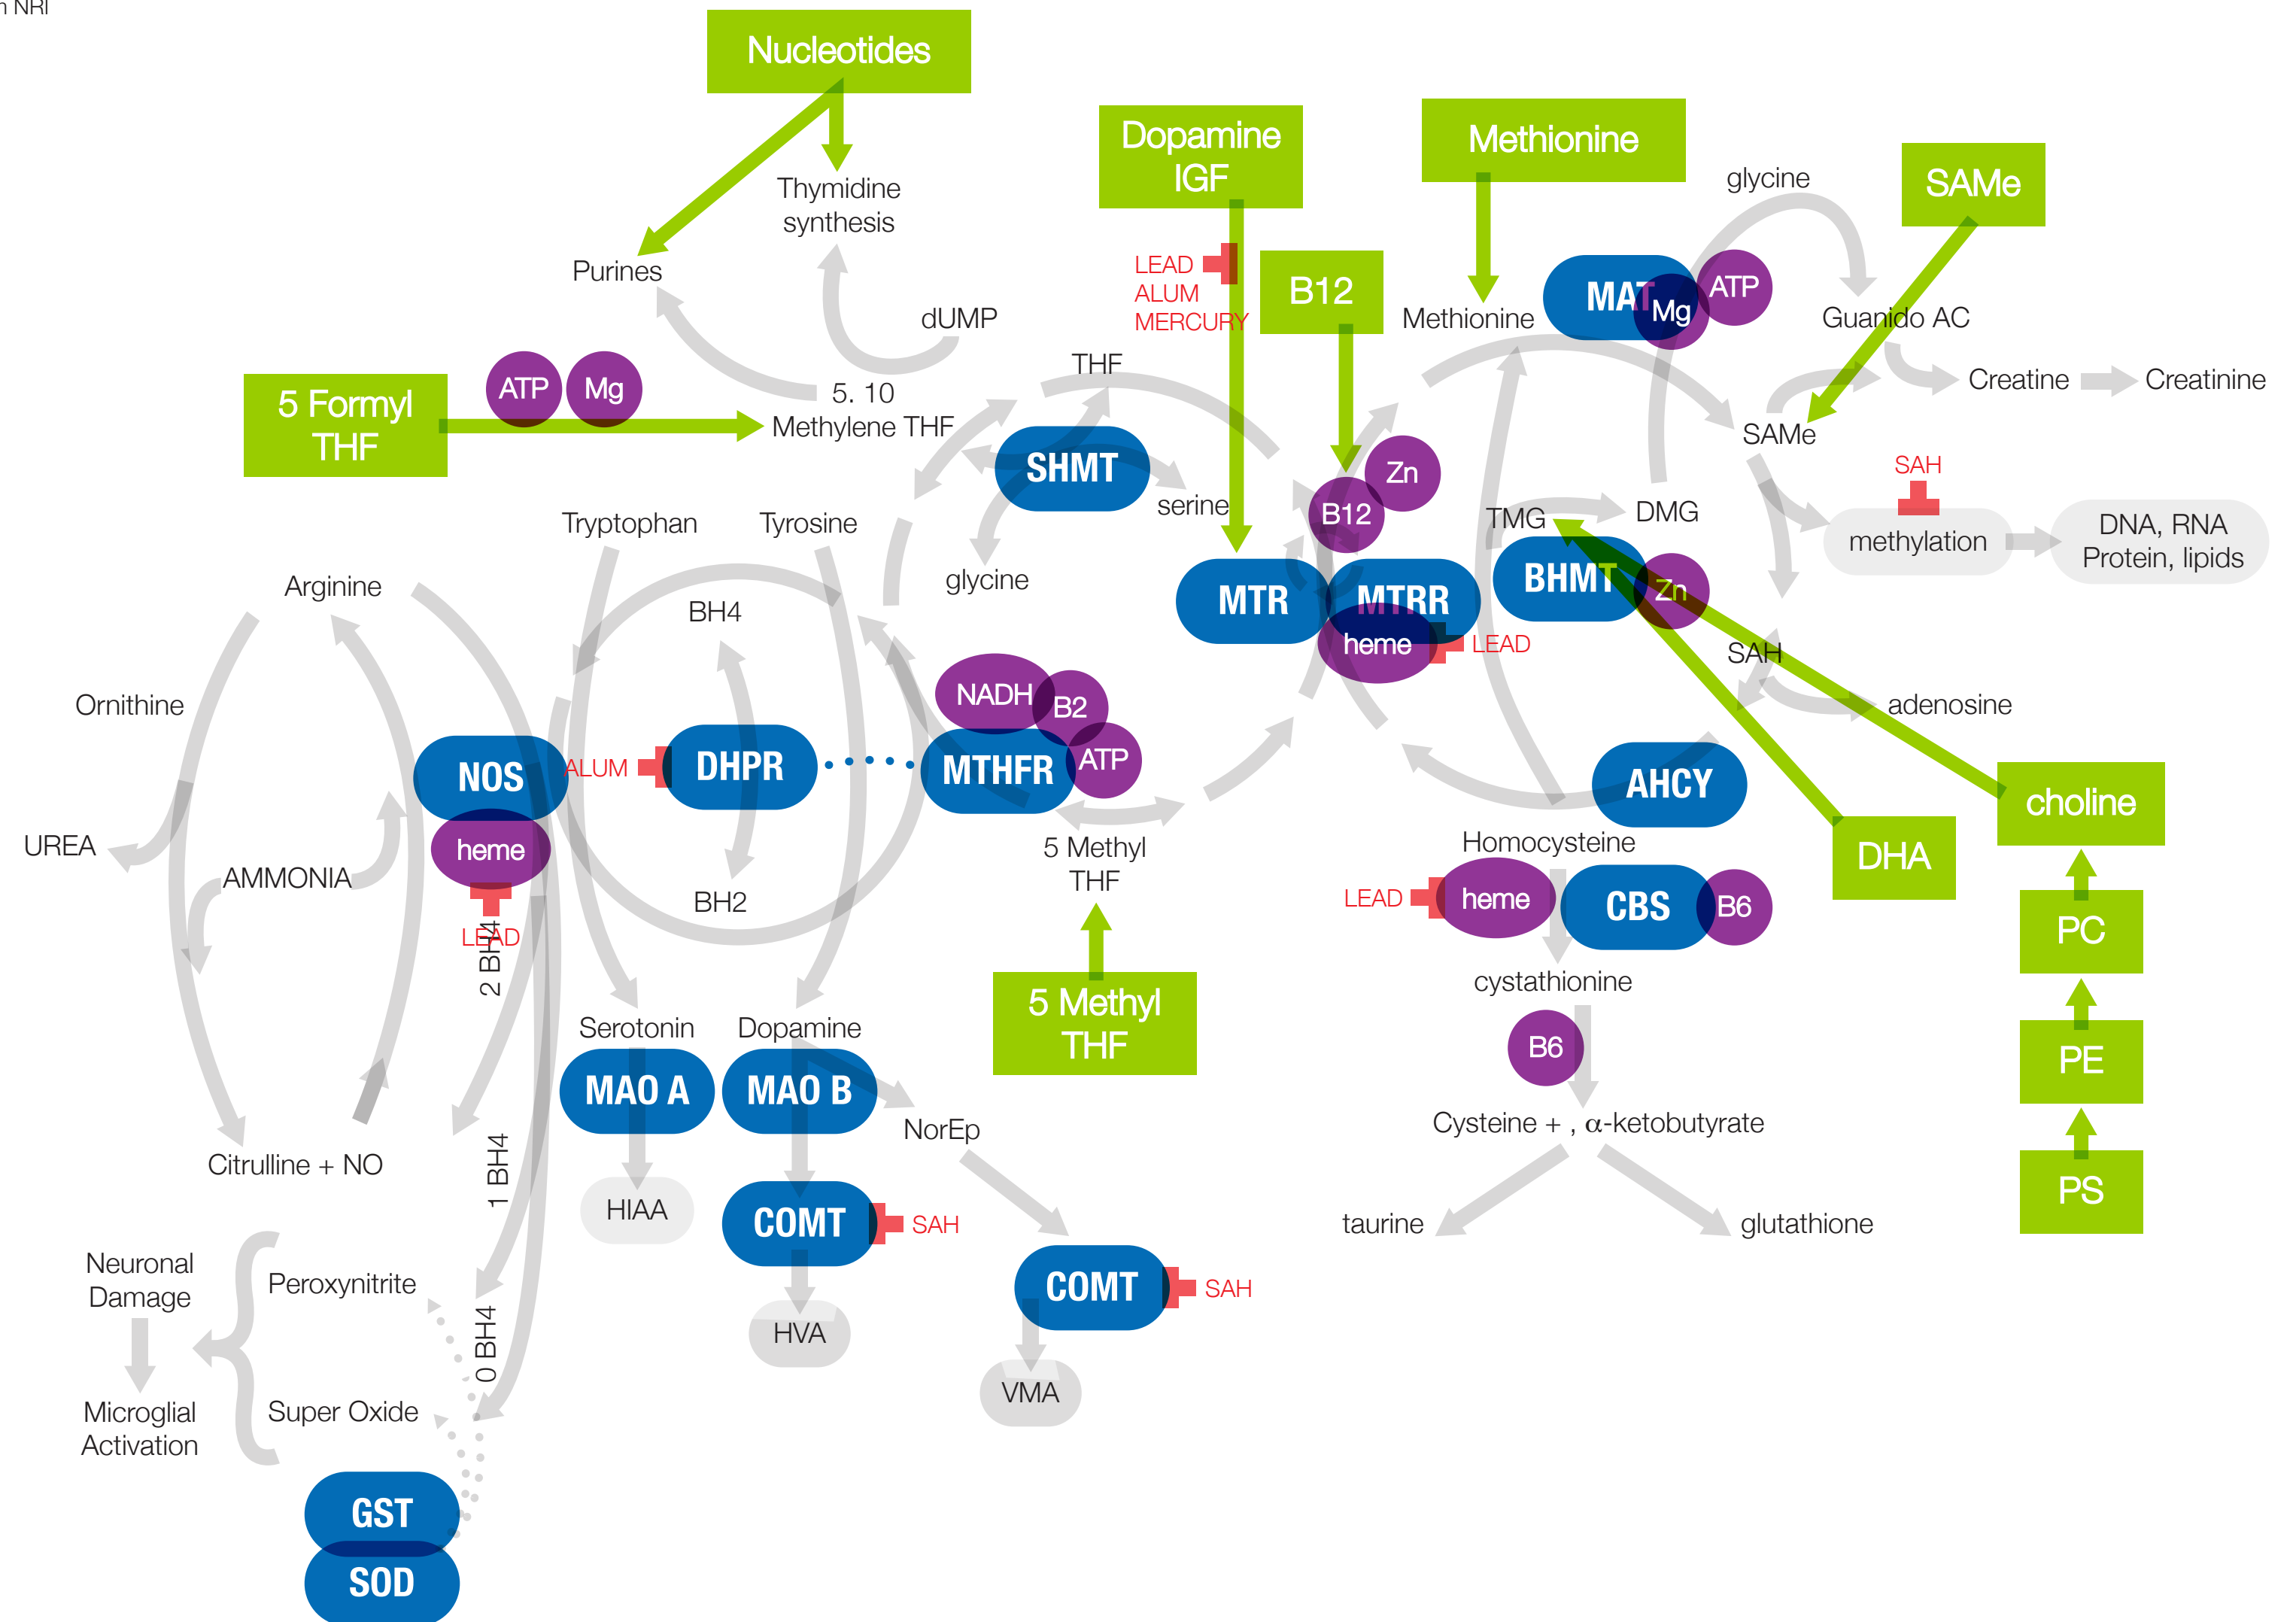 n NRI
Nucleotides
Dopamine
IGF
Methionine
SAMe
glycine
Thymidine
synthesis
Purines
LEAD
ALUM
MERCURY
B12
MAT
Mg
ATP
Methionine
Guanido AC
dUMP
THF
Creatine
Creatinine
5 Formyl
THF
ATP
Mg
5. 10
Methylene THF
SAMe
SHMT
serine
glycine
Zn
B12
SAH
methylation
DNA, RNA
Protein, lipids
TMG
DMG
Tryptophan
Tyrosine
Arginine
BH4
MTR
MTRR
heme
LEAD
BHMT
Zn
SAH
adenosine
Ornithine
NADH
B2
ATP
MTHFR
NOS
heme
ALUM
DHPR
AHCY
choline
UREA
AMMONIA
LEAD
2 BH4
BH2
5 Methyl
THF
Homocysteine
LEAD
heme
CBS
B6
DHA
PC
5 Methyl
THF
cystathionine
B6
PE
Serotonin
Dopamine
MAO A
MAO B
NorEp
Cysteine + , α-ketobutyrate
PS
Citrulline + NO
1 BH4
HIAA
COMT
SAH
taurine
glutathione
Neuronal
Damage
Peroxynitrite
COMT
SAH
HVA
0 BH4
VMA
Microglial
Activation
Super Oxide
GST
SOD